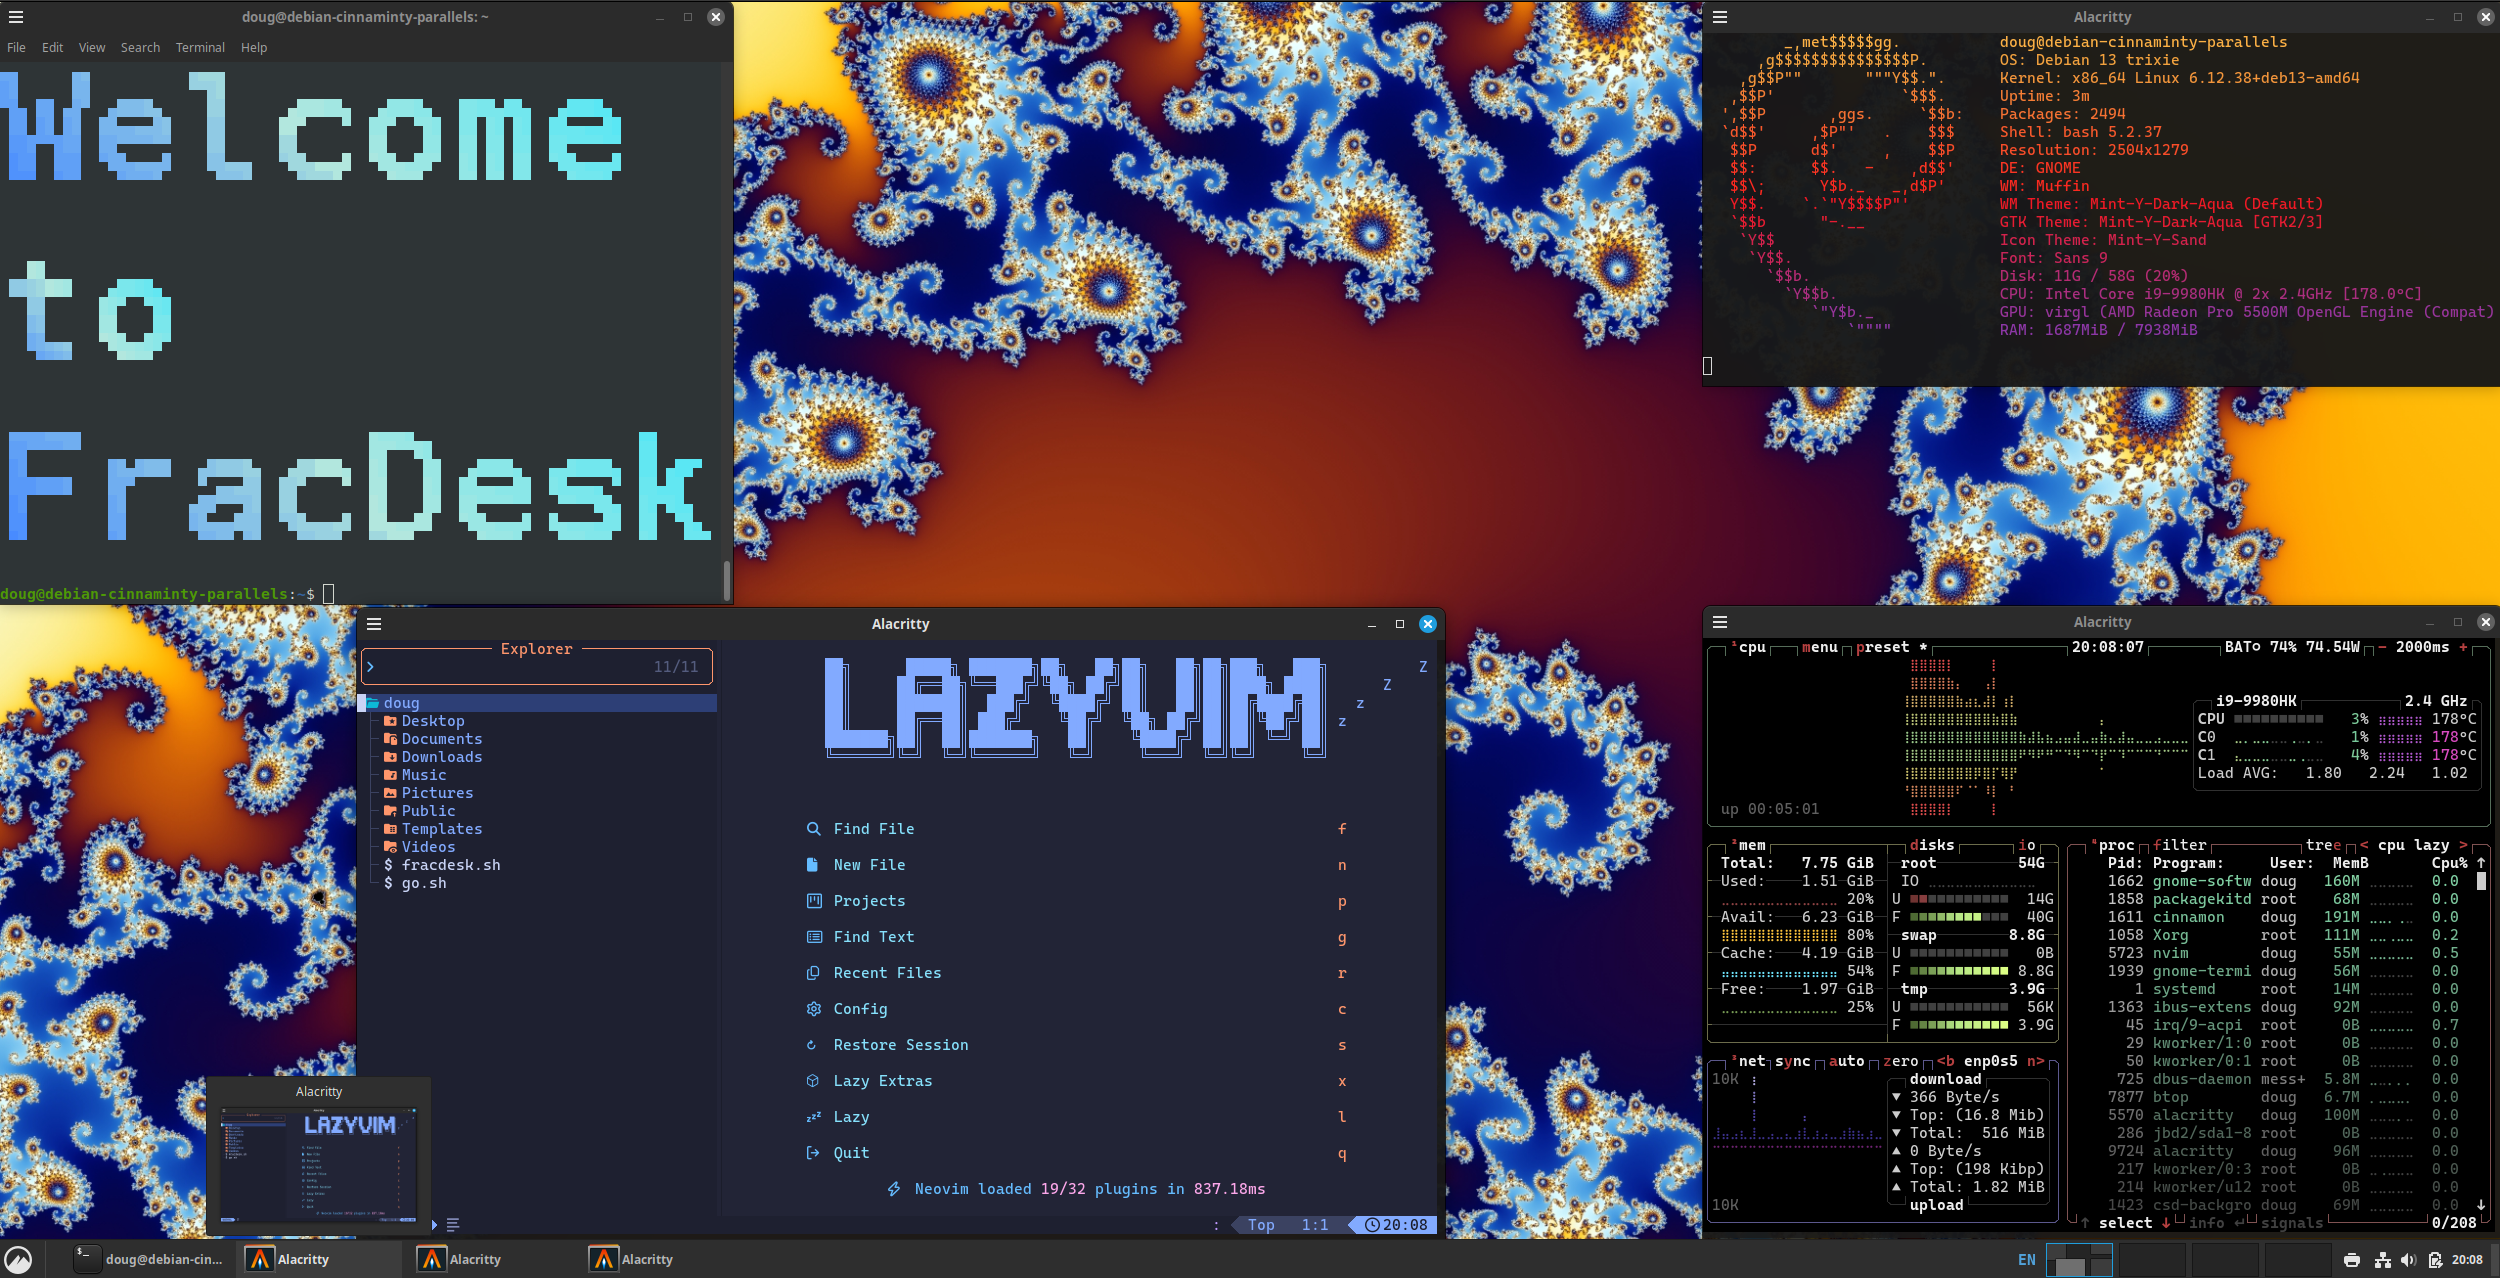 doug@debian-cinnaminty-parallels: ~
File Edit View Search Terminal Help
Welcome
to
FracDesk
doug@debian-cinnaminty-parallels:~$
Alacritty
_,met$$$$$gg.
,g$$$$$$$$$$$$$$$P.
,g$$P"" """Y$$.".
,$$P' `$$$.
',$$P ,ggs. `$$b:
`d$$' ,$P"' . $$$
$$P d$' , $$P
$$: $$. - ,d$$'
$$\; Y$b._ _,d$P'
Y$$. `.`"Y$$$$P"'
`$$b "-.__
`Y$$
`Y$$.
`$$b.
`Y$$b.
`"Y$b._
`""""
doug@debian-cinnaminty-parallels
OS: Debian 13 trixie
Kernel: x86_64 Linux 6.12.38+deb13-amd64
Uptime: 3m
Packages: 2494
Shell: bash 5.2.37
Resolution: 2504x1279
DE: GNOME
WM: Muffin
WM Theme: Mint-Y-Dark-Aqua (Default)
GTK Theme: Mint-Y-Dark-Aqua [GTK2/3]
Icon Theme: Mint-Y-Sand
Font: Sans 9
Disk: 11G / 58G (20%)
CPU: Intel Core i9-9980HK @ 2x 2.4GHz [178.0°C]
GPU: virgl (AMD Radeon Pro 5500M OpenGL Engine (Compat)
RAM: 1687MiB / 7938MiB
Alacritty
Explorer
> 11/11
doug
Desktop
Documents
Downloads
Music
Pictures
Public
Templates
Videos
$ fracdesk.sh
$ go.sh
LAZYVIM
Z
Z
z
z
Find File f
New File n
Projects p
Find Text g
Recent Files r
Config c
Restore Session s
Lazy Extras x
Lazy l
Quit q
Neovim loaded 19/32 plugins in 837.18ms
: Top 1:1 20:08
Alacritty
LAZYVIM
Alacritty
¹cpu menu preset * 20:08:07 BAT 74% 74.54W - 2000ms +
i9-9980HK 2.4 GHz
CPU 3% 178°C
C0 1% 178°C
C1 4% 178°C
Load AVG: 1.80 2.24 1.02
up 00:05:01
²mem disks io
Total: 7.75 GiB
Used: 1.51 GiB
20%
Avail: 6.23 GiB
80%
Cache: 4.19 GiB
54%
Free: 1.97 GiB
25%
root 54G
IO
U 14G
F 40G
swap 8.8G
U 0B
F 8.8G
tmp 3.9G
U 56K
F 3.9G
³net sync auto zero <b enp0s5 n>
10K
download
▼ 366 Byte/s
▼ Top: (16.8 Mib)
▼ Total: 516 MiB
▲ 0 Byte/s
▲ Top: (198 Kibp)
▲ Total: 1.82 MiB
upload
10K
⁴proc filter tree < cpu lazy >
Pid: Program: User: MemB Cpu% ↑
1662 gnome-softw doug 160M 0.0
1858 packagekitd root 68M 0.0
1611 cinnamon doug 191M 0.0
1058 Xorg root 111M 0.2
5723 nvim doug 55M 0.5
1939 gnome-termi doug 56M 0.0
1 systemd root 14M 0.0
1363 ibus-extens doug 92M 0.0
45 irq/9-acpi root 0B 0.7
29 kworker/1:0 root 0B 0.0
50 kworker/0:1 root 0B 0.0
725 dbus-daemon mess+ 5.8M 0.0
7877 btop doug 6.7M 0.0
5570 alacritty doug 100M 0.0
286 jbd2/sda1-8 root 0B 0.0
9724 alacritty doug 96M 0.0
217 kworker/0:3 root 0B 0.0
214 kworker/u12 root 0B 0.0
1423 csd-backgro doug 69M 0.0 ↓
↑ select ↓ info ↵ signals 0/208
doug@debian-cin...
Alacritty
Alacritty
Alacritty
EN
20:08